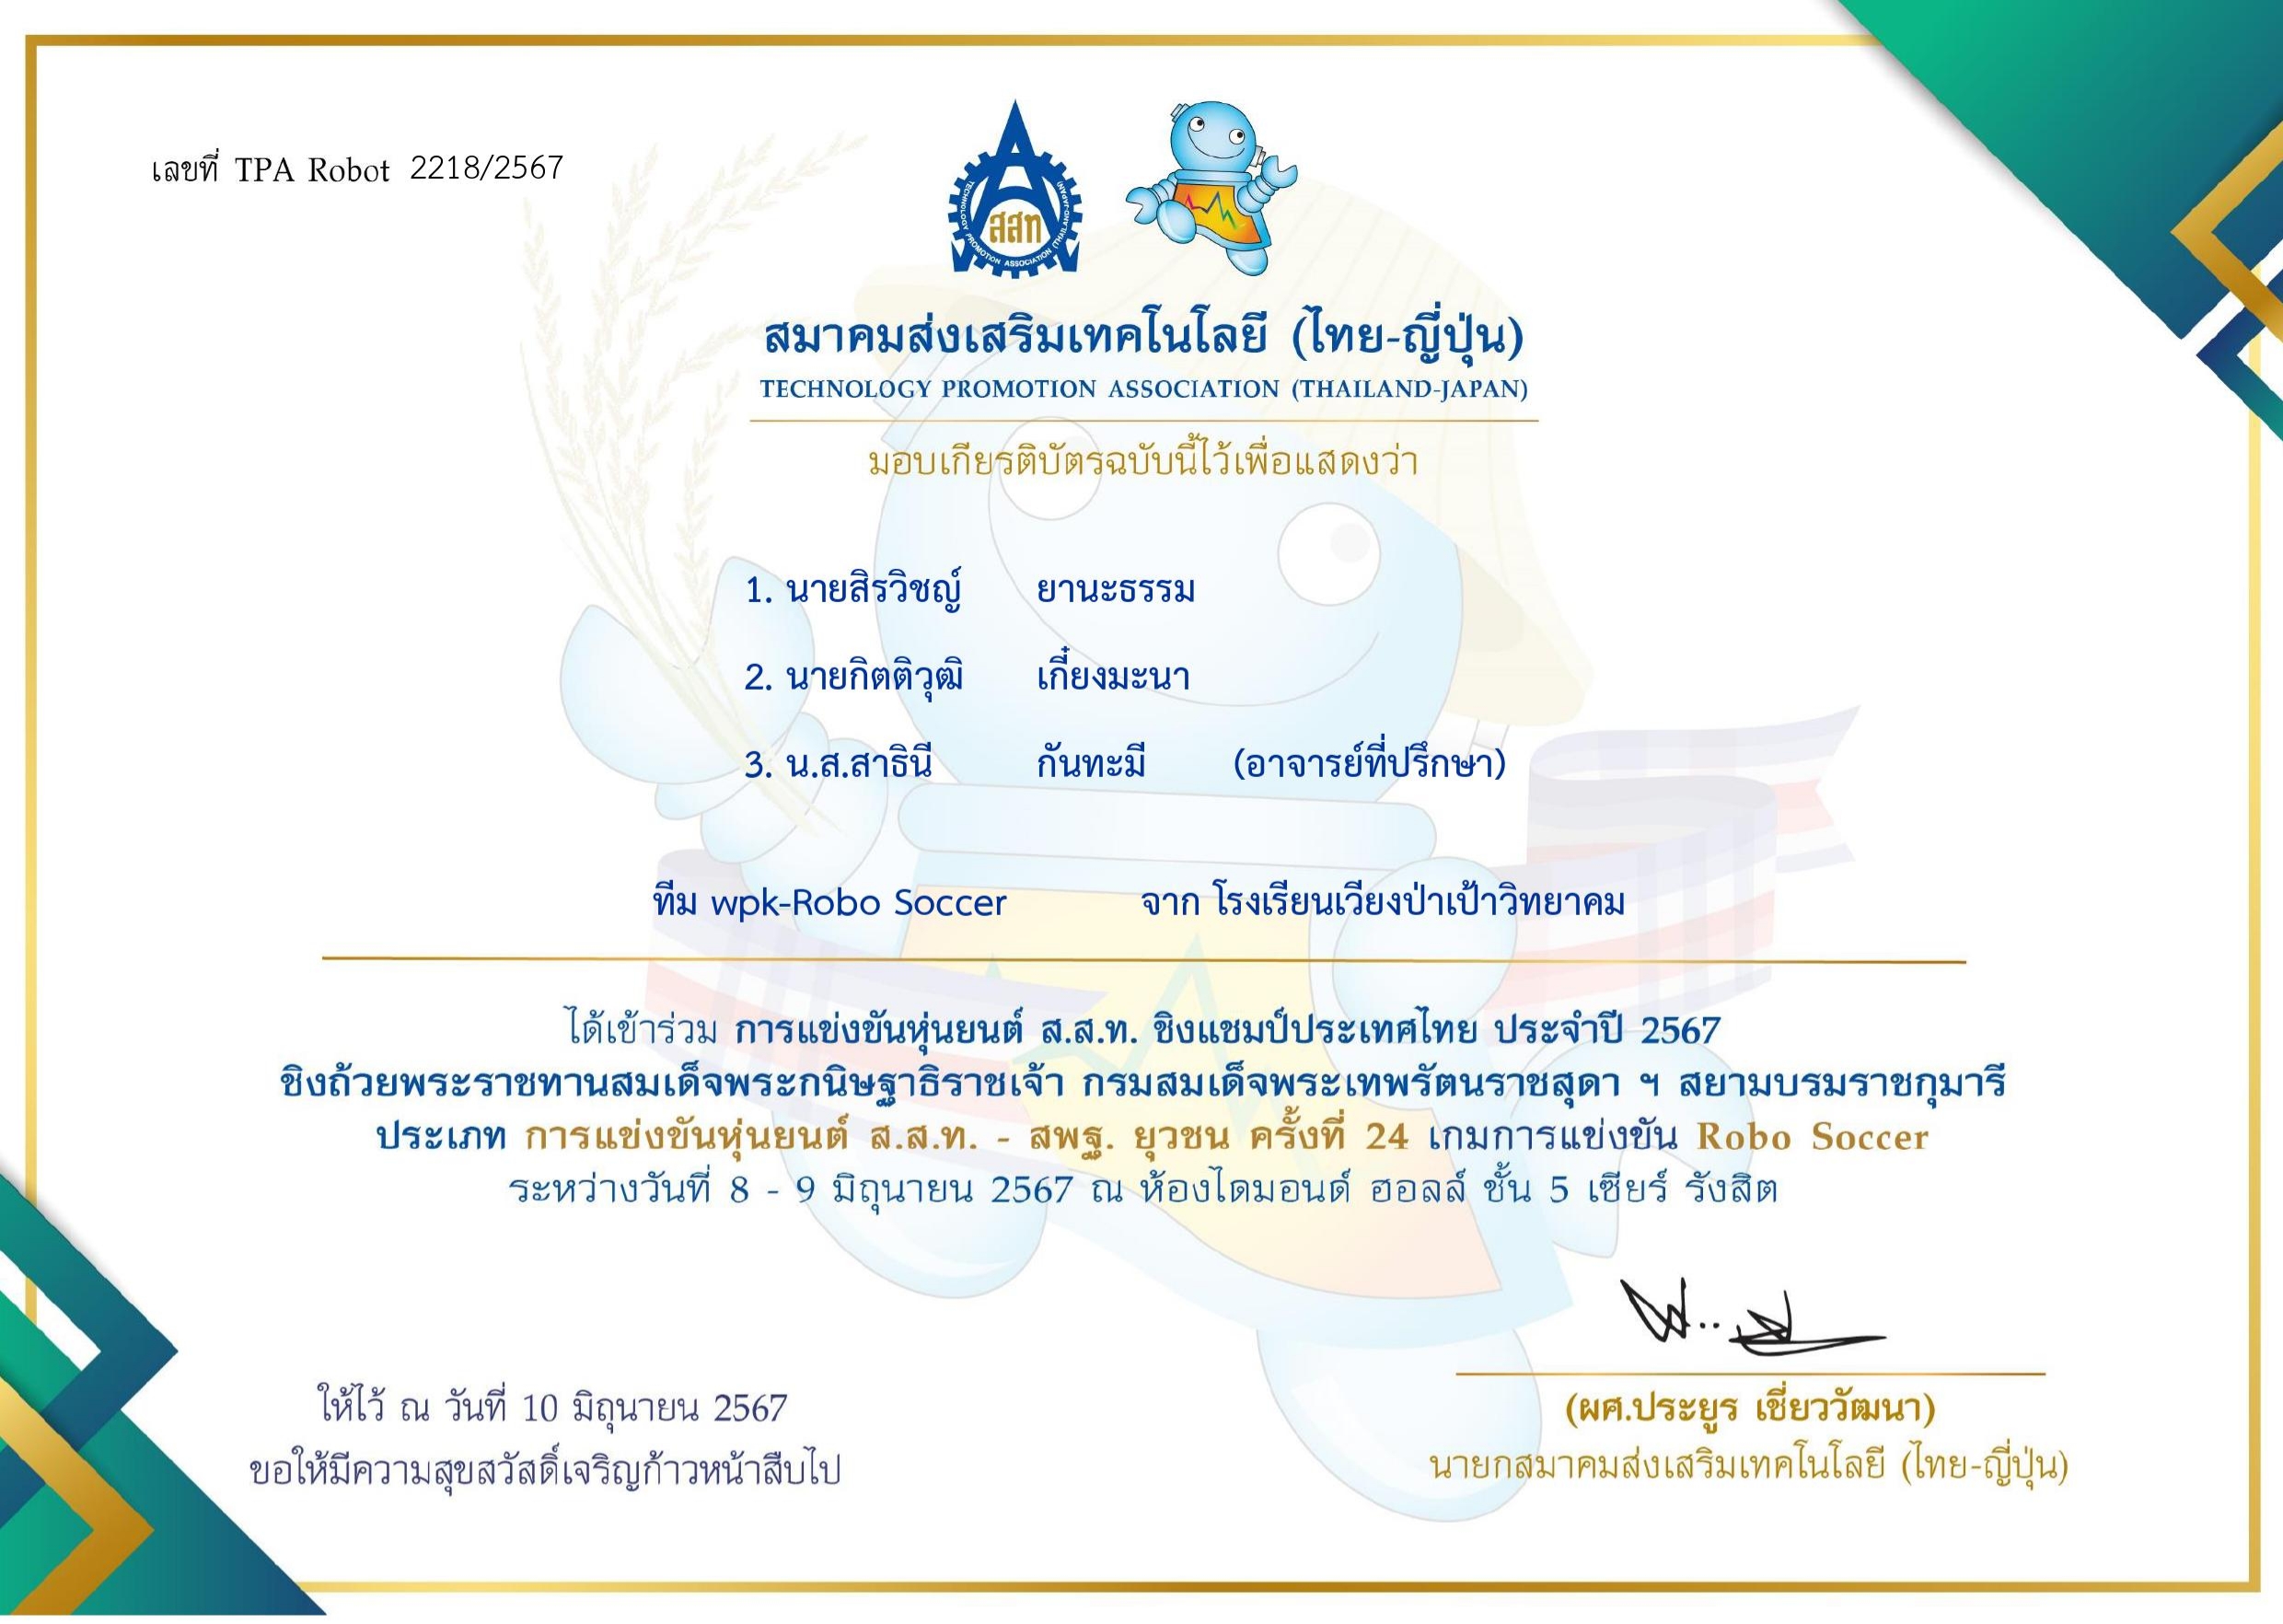 เลขที่ TPA Robot 2218/2567
สสท
TECHNOLOGY PROMOTION ASSOCIATION (THAILAND-JAPAN)
สมาคมส่งเสริมเทคโนโลยี (ไทย-ญี่ปุ่น)
TECHNOLOGY PROMOTION ASSOCIATION (THAILAND-JAPAN)
มอบเกียรติบัตรฉบับนี้ไว้เพื่อแสดงว่า
1. นายสิรวิชญ์ ยานะธรรม
2. นายกิตติวุฒิ เกี๋ยงมะนา
3. น.ส.สาธินี กันทะมี (อาจารย์ที่ปรึกษา)
ทีม wpk-Robo Soccer จาก โรงเรียนเวียงป่าเป้าวิทยาคม
ได้เข้าร่วม การแข่งขันหุ่นยนต์ ส.ส.ท. ชิงแชมป์ประเทศไทย ประจำปี 2567
ชิงถ้วยพระราชทานสมเด็จพระกนิษฐาธิราชเจ้า กรมสมเด็จพระเทพรัตนราชสุดา ฯ สยามบรมราชกุมารี
ประเภท การแข่งขันหุ่นยนต์ ส.ส.ท. - สพฐ. ยุวชน ครั้งที่ 24 เกมการแข่งขัน Robo Soccer
ระหว่างวันที่ 8 - 9 มิถุนายน 2567 ณ ห้องไดมอนด์ ฮอลล์ ชั้น 5 เซียร์ รังสิต
ให้ไว้ ณ วันที่ 10 มิถุนายน 2567
ขอให้มีความสุขสวัสดิ์เจริญก้าวหน้าสืบไป
(ผศ.ประยูร เชี่ยววัฒนา)
นายกสมาคมส่งเสริมเทคโนโลยี (ไทย-ญี่ปุ่น)